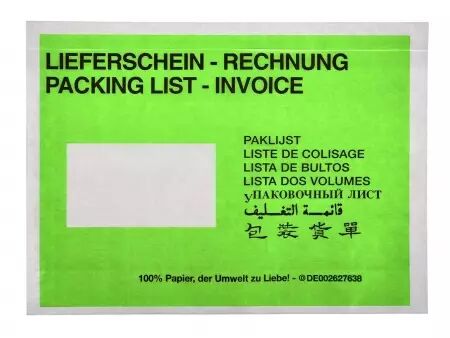 LIEFERSCHEIN - RECHNUNG
PACKING LIST - INVOICE
PAKLIJST
LISTE DE COLISAGE
LISTA DE BULTOS
LISTA DOS VOLUMES
уПАКОВОЧНЫЙ ЛИСТ
قائمة التغليف
包裝貨單
100% Papier, der Umwelt zu Liebe! - @DE002627638